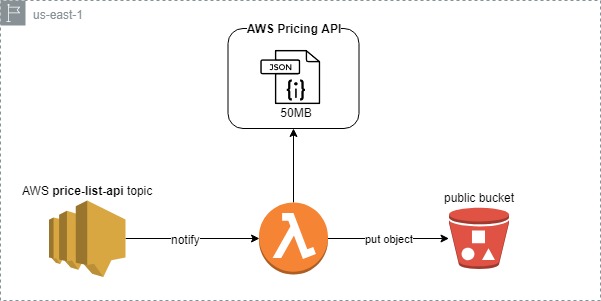 us-east-1
AWS Pricing API
JSON
{i}
50MB
AWS price-list-api topic
notify
λ
put object
public bucket